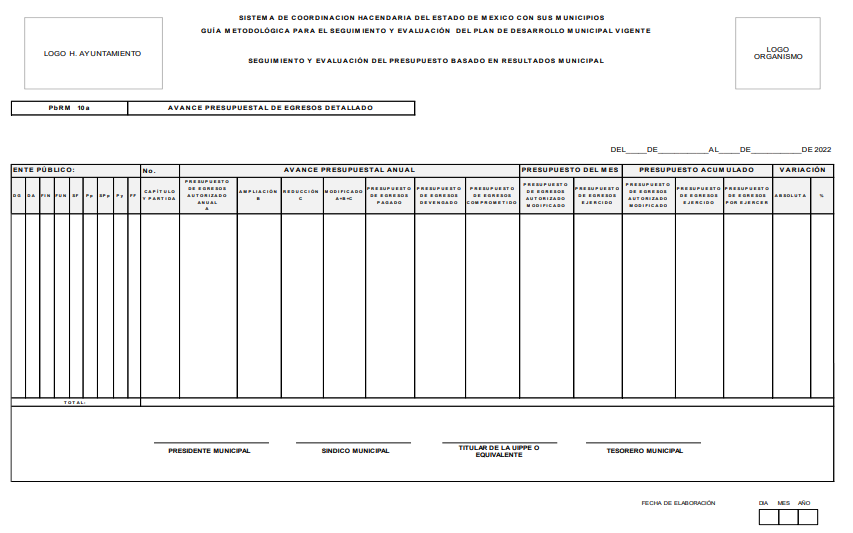 SISTEMA DE COORDINACION HACENDARIA DEL ESTADO DE MEXICO CON SUS MUNICIPIOS
GUÍA METODOLÓGICA PARA EL SEGUIMIENTO Y EVALUACIÓN DEL PLAN DE DESARROLLO MUNICIPAL VIGENTE
LOGO H. AYUNTAMIENTO
LOGO
ORGANISMO
SEGUIMIENTO Y EVALUACIÓN DEL PRESUPUESTO BASADO EN RESULTADOS MUNICIPAL
PbRM 10a AVANCE PRESUPUESTAL DE EGRESOS DETALLADO
DEL_____DE____________AL_____DE____________DE 2022
ENTE PÚBLICO: No. AVANCE PRESUPUESTAL ANUAL PRESUPUESTO DEL MES PRESUPUESTO ACUMULADO VARIACIÓN
DG DA FIN FUN SF Pp SPp Py FF
CAPÍTULO
Y PARTIDA
PRESUPUESTO
DE EGRESOS
AUTORIZADO
ANUAL
A
AMPLIACIÓN
B
REDUCCIÓN
C
MODIFICADO
A+B+C
PRESUPUESTO
DE EGRESOS
PAGADO
PRESUPUESTO
DE EGRESOS
DEVENGADO
PRESUPUESTO
DE EGRESOS
COMPROMETIDO
PRESUPUESTO
DE EGRESOS
AUTORIZADO
MODIFICADO
PRESUPUESTO
DE EGRESOS
EJERCIDO
PRESUPUESTO
DE EGRESOS
AUTORIZADO
MODIFICADO
PRESUPUESTO
DE EGRESOS
EJERCIDO
PRESUPUESTO
DE EGRESOS
POR EJERCER
ABSOLUTA
%
TOTAL:
PRESIDENTE MUNICIPAL
SINDICO MUNICIPAL
TITULAR DE LA UIPPE O
EQUIVALENTE
TESORERO MUNICIPAL
FECHA DE ELABORACIÓN DIA MES AÑO